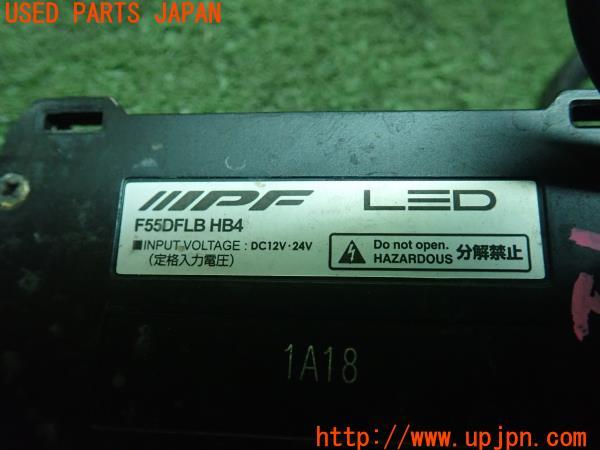 USED PARTS JAPAN
IPF LED
F55DFLB HB4
■INPUT VOLTAGE : DC12V・24V
(定格入力電圧)
Do not open.
HAZARDOUS 分解禁止
1A18
http://www.upjpn.com